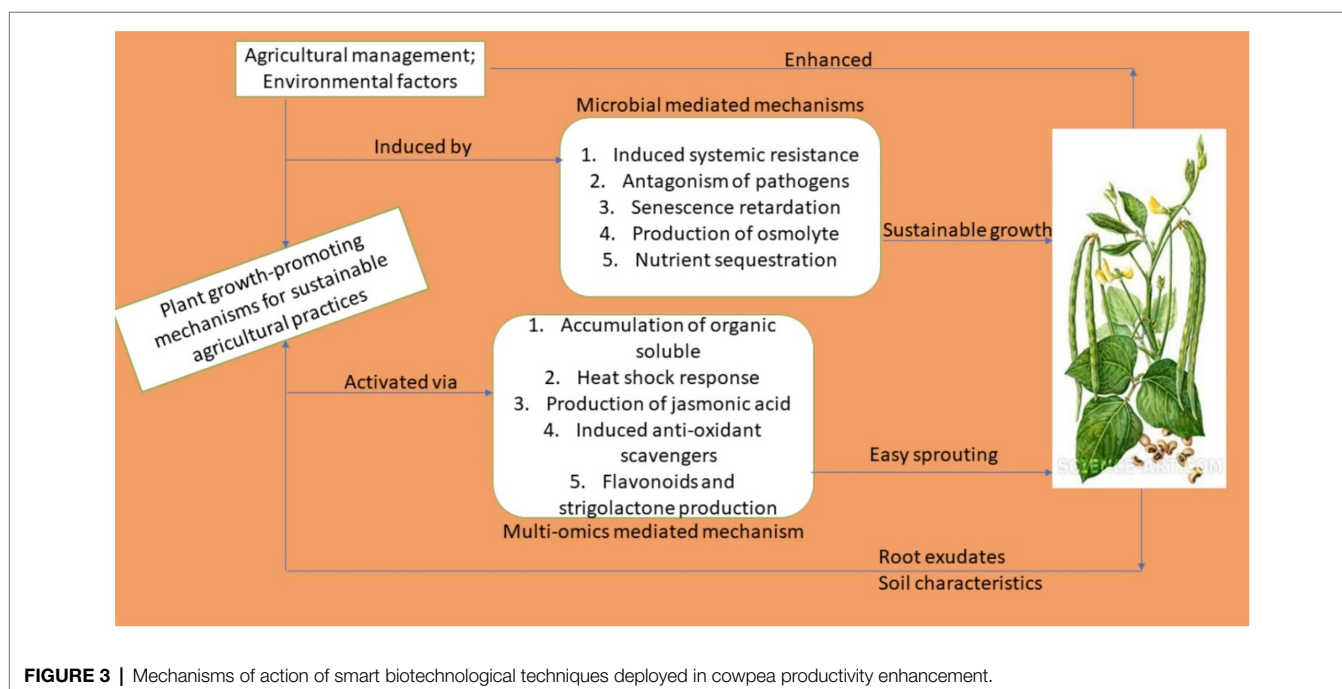 Agricultural management;
Environmental factors
Enhanced
Microbial mediated mechanisms
Induced by
1. Induced systemic resistance
2. Antagonism of pathogens
3. Senescence retardation
4. Production of osmolyte
5. Nutrient sequestration
Sustainable growth
Plant growth-promoting
mechanisms for sustainable
agricultural practices
Activated via
1. Accumulation of organic
soluble
2. Heat shock response
3. Production of jasmonic acid
4. Induced anti-oxidant
scavengers
5. Flavonoids and
strigolactone production
Multi-omics mediated mechanism
Easy sprouting
SCIENCE-ART.COM
Root exudates
Soil characteristics
FIGURE 3 | Mechanisms of action of smart biotechnological techniques deployed in cowpea productivity enhancement.